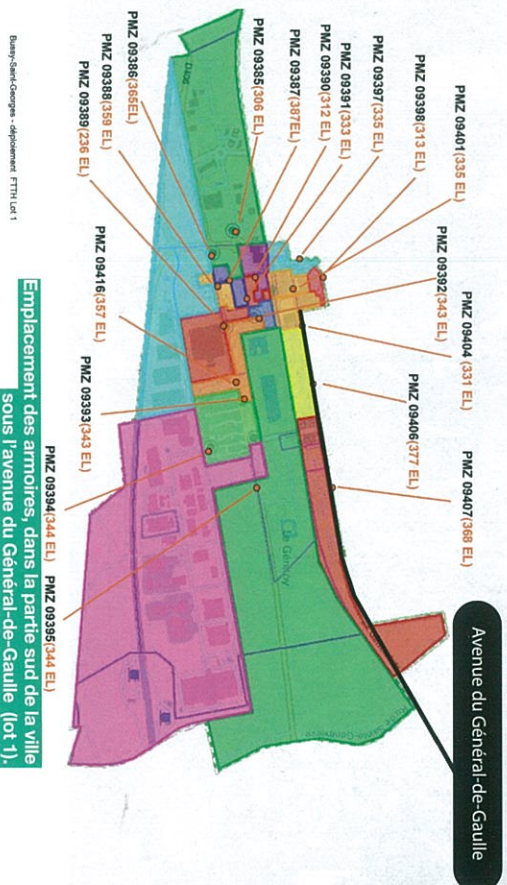 Avenue du Général-de-Gaulle
PMZ 09401(335 EL)
PMZ 09398(313 EL)
PMZ 09397(335 EL)
PMZ 09391(333 EL)
PMZ 09390(312 EL)
PMZ 09387(387EL)
PMZ 09385(306 EL)
PMZ 09386(365EL)
PMZ 09388(359 EL)
PMZ 09389(236 EL)
PMZ 09392(343 EL)
PMZ 09404 (331 EL)
PMZ 09406(377 EL)
PMZ 09407(368 EL)
PMZ 09416(357 EL)
PMZ 09393(343 EL)
PMZ 09394(344 EL)
PMZ 09395(344 EL)
Le Génitoy
Sainte-Geneviève
Bussy-Saint-Georges - déploiement FTTH Lot 1
Emplacement des armoires, dans la partie sud de la ville
sous l'avenue du Général-de-Gaulle (lot 1).